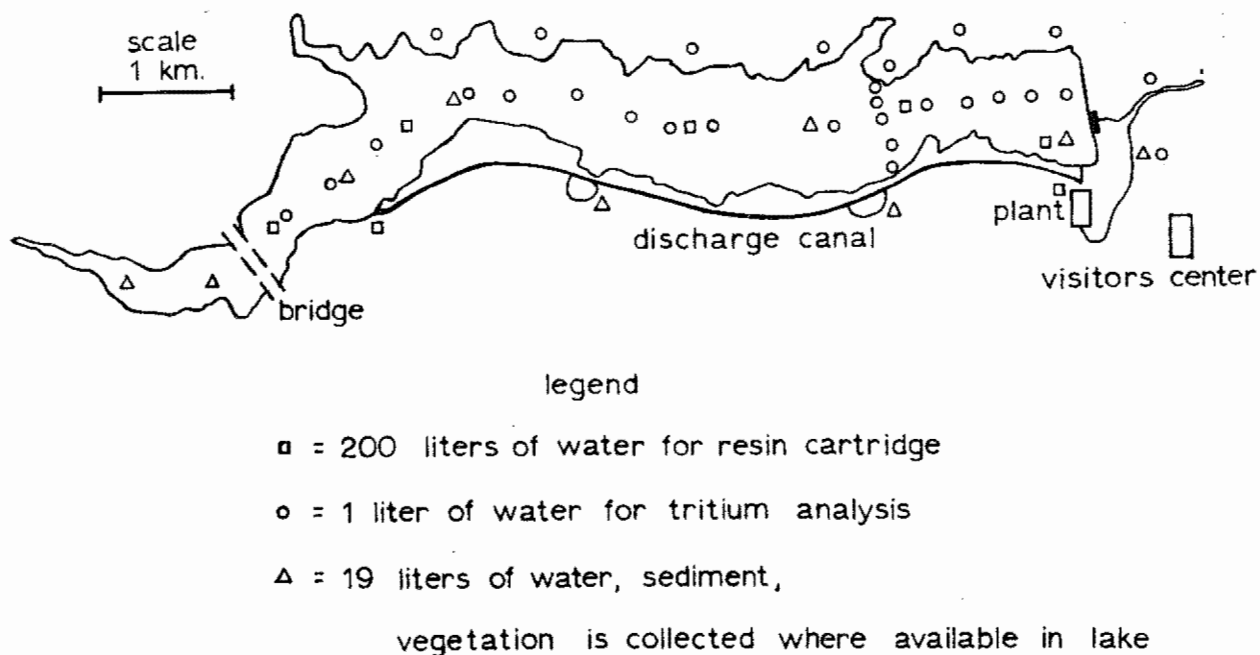 scale
1 km.
discharge canal
plant
visitors center
bridge
legend
= 200 liters of water for resin cartridge
= 1 liter of water for tritium analysis
= 19 liters of water, sediment,
vegetation is collected where available in lake